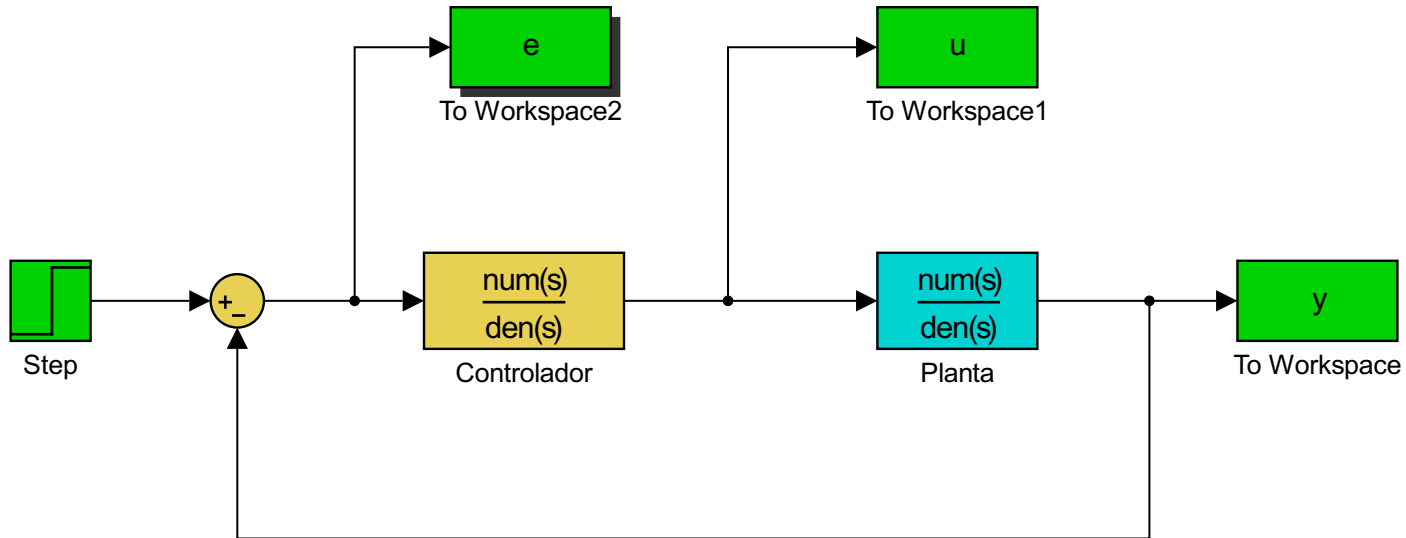 e
To Workspace2
u
To Workspace1
Step
+
−
num(s)
den(s)
Controlador
num(s)
den(s)
Planta
y
To Workspace